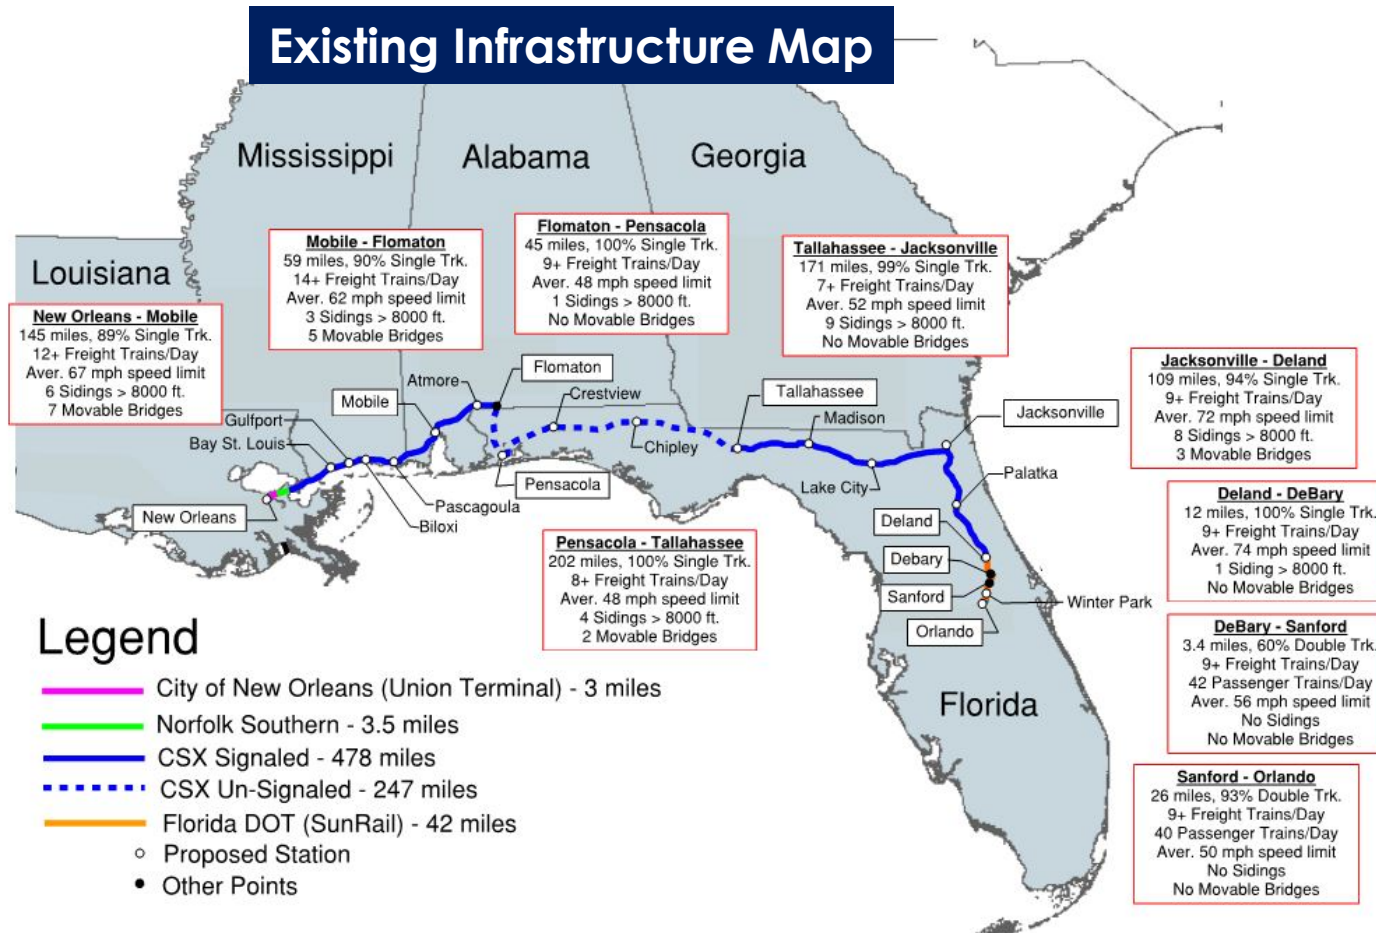 Existing Infrastructure Map
Mississippi
Alabama
Georgia
Louisiana
Florida
New Orleans - Mobile
145 miles, 89% Single Trk.
12+ Freight Trains/Day
Aver. 67 mph speed limit
6 Sidings > 8000 ft.
7 Movable Bridges
Mobile - Flomaton
59 miles, 90% Single Trk.
14+ Freight Trains/Day
Aver. 62 mph speed limit
3 Sidings > 8000 ft.
5 Movable Bridges
Flomaton - Pensacola
45 miles, 100% Single Trk.
9+ Freight Trains/Day
Aver. 48 mph speed limit
1 Sidings > 8000 ft.
No Movable Bridges
Tallahassee - Jacksonville
171 miles, 99% Single Trk.
7+ Freight Trains/Day
Aver. 52 mph speed limit
9 Sidings > 8000 ft.
No Movable Bridges
Jacksonville - Deland
109 miles, 94% Single Trk.
9+ Freight Trains/Day
Aver. 72 mph speed limit
8 Sidings > 8000 ft.
3 Movable Bridges
Deland - DeBary
12 miles, 100% Single Trk.
9+ Freight Trains/Day
Aver. 74 mph speed limit
1 Siding > 8000 ft.
No Movable Bridges
DeBary - Sanford
3.4 miles, 60% Double Trk.
9+ Freight Trains/Day
42 Passenger Trains/Day
Aver. 56 mph speed limit
No Sidings
No Movable Bridges
Sanford - Orlando
26 miles, 93% Double Trk.
9+ Freight Trains/Day
40 Passenger Trains/Day
Aver. 50 mph speed limit
No Sidings
No Movable Bridges
Pensacola - Tallahassee
202 miles, 100% Single Trk.
8+ Freight Trains/Day
Aver. 48 mph speed limit
4 Sidings > 8000 ft.
2 Movable Bridges
Atmore
Flomaton
Mobile
Crestview
Tallahassee
Madison
Jacksonville
Gulfport
Bay St. Louis
Chipley
Pensacola
Pascagoula
Biloxi
New Orleans
Lake City
Palatka
Deland
Debary
Sanford
Winter Park
Orlando
Legend
City of New Orleans (Union Terminal) - 3 miles
Norfolk Southern - 3.5 miles
CSX Signaled - 478 miles
CSX Un-Signaled - 247 miles
Florida DOT (SunRail) - 42 miles
Proposed Station
Other Points